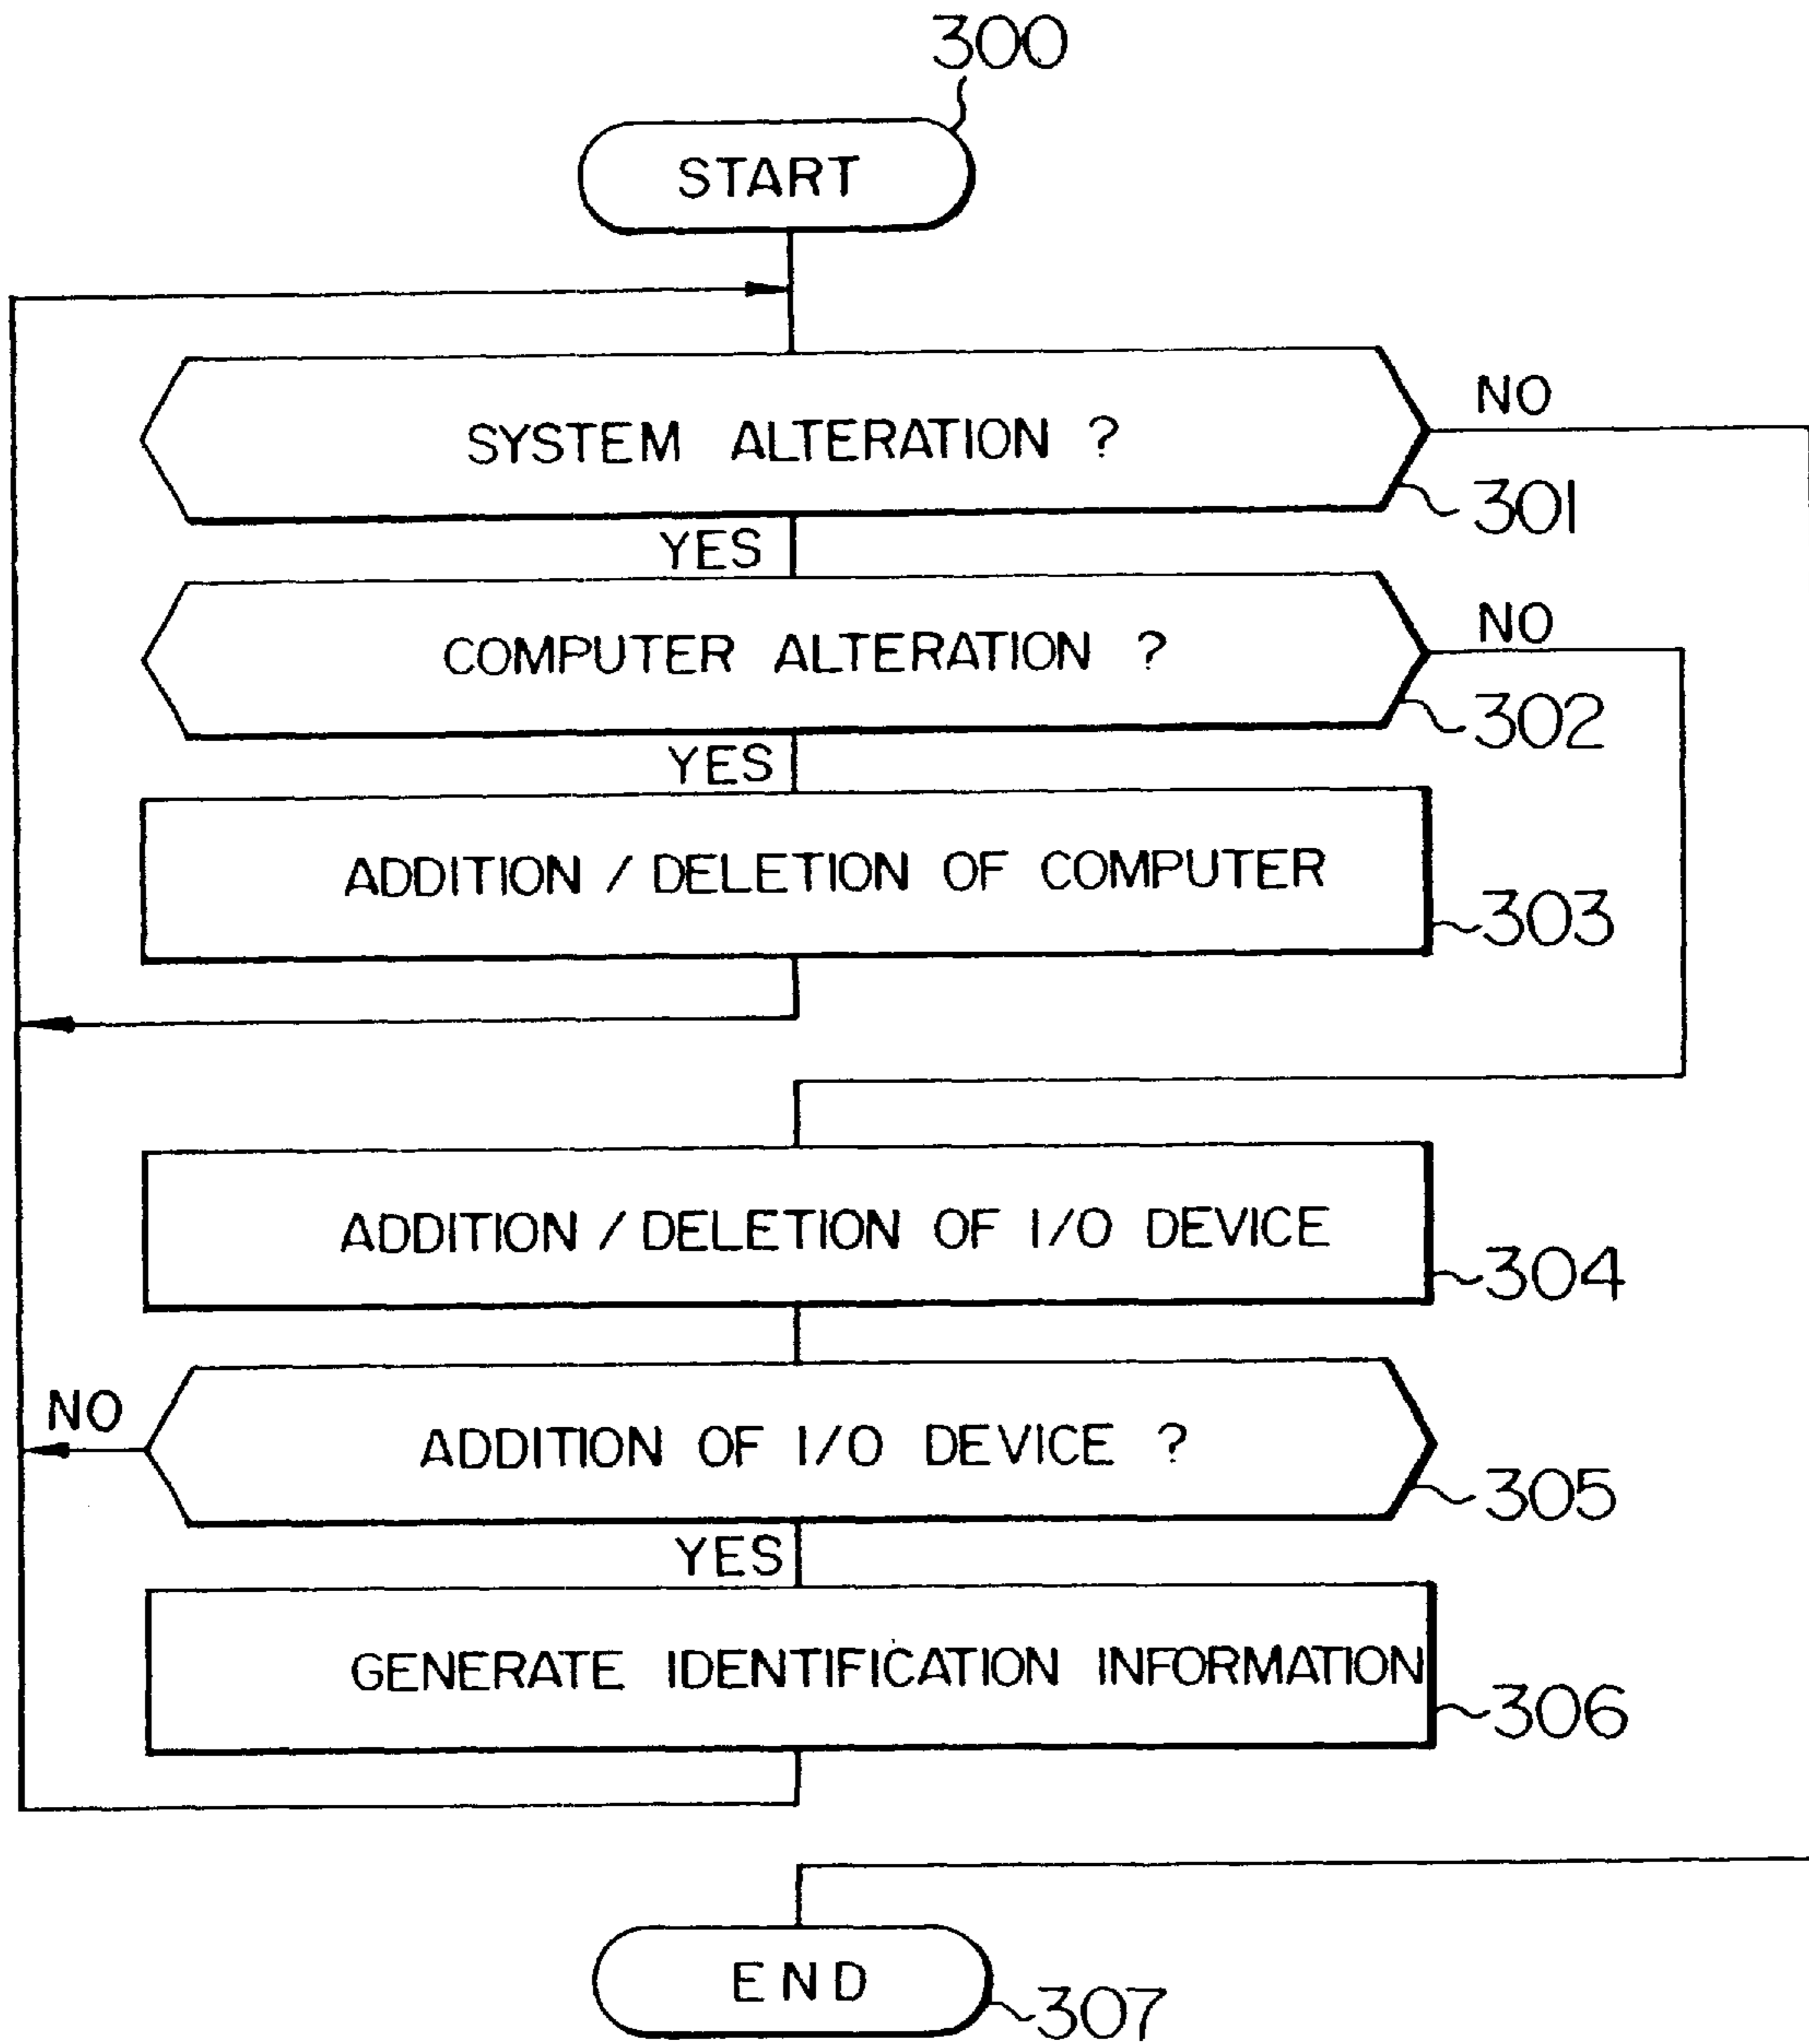 300
START
SYSTEM ALTERATION ?
NO
301
YES
COMPUTER ALTERATION ?
NO
302
YES
ADDITION / DELETION OF COMPUTER
303
ADDITION / DELETION OF I/O DEVICE
304
NO
ADDITION OF I/O DEVICE ?
305
YES
GENERATE IDENTIFICATION INFORMATION
306
END
307